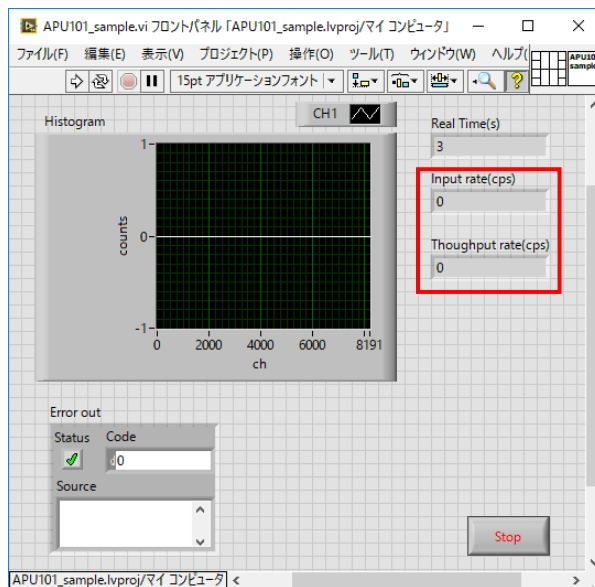 APU101_sample.vi フロントパネル「APU101_sample.lvproj/マイ コンピュータ」
ファイル(F) 編集(E) 表示(V) プロジェクト(P) 操作(O) ツール(T) ウィンドウ(W) ヘルプ(
15pt アプリケーションフォント
APU10
sample
Histogram
CH1
Real Time(s)
3
Input rate(cps)
0
Thoughput rate(cps)
0
counts
1
0
-1
0 2000 4000 6000 8191
ch
Error out
Status Code
d0
Source
Stop
APU101_sample.lvproj/マイ コンピュータ